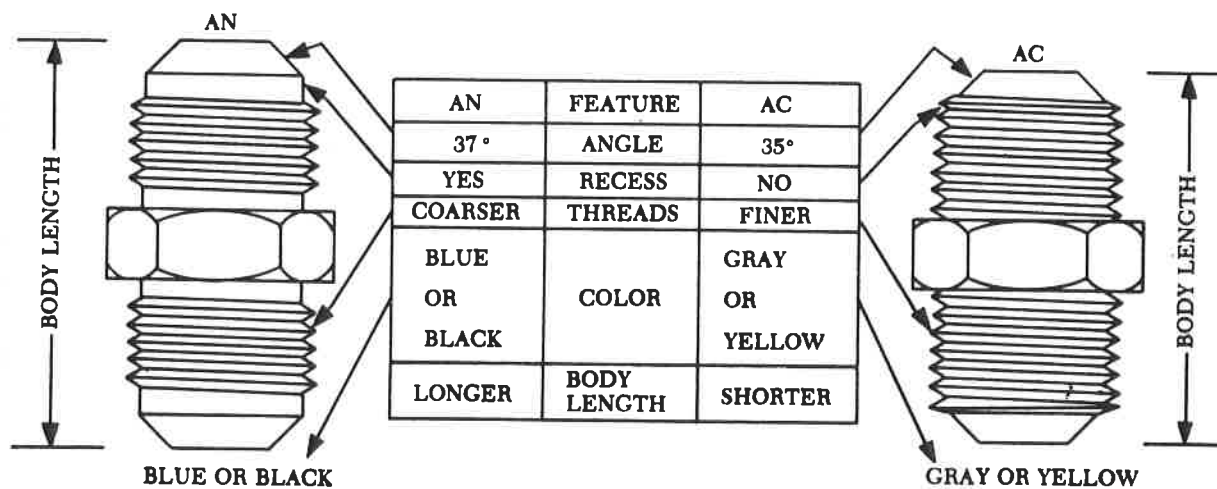 AN
AC
AN FEATURE AC
37° ANGLE 35°
YES RECESS NO
COARSER THREADS FINER
BLUE GRAY
OR COLOR OR
BLACK YELLOW
LONGER BODY LENGTH SHORTER
BODY LENGTH
BODY LENGTH
BLUE OR BLACK
GRAY OR YELLOW